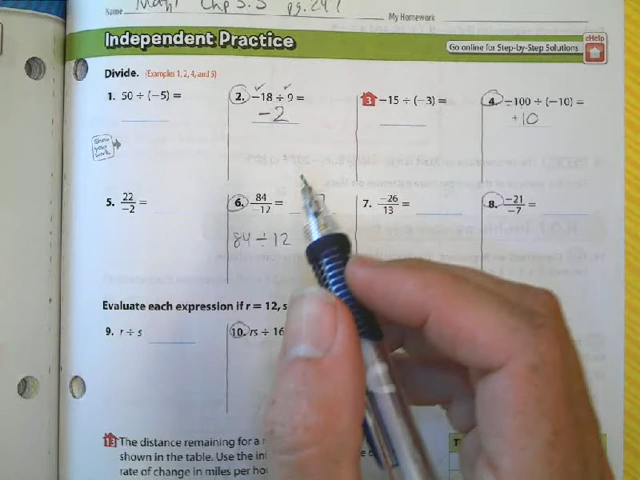 Name Math Chp 3.5 pg. 247
My Homework
Independent Practice
Go online for Step-by-Step Solutions
eHelp
Divide. (Examples 1, 2, 4, and 5)
1. 50 ÷ (−5) =
2. −18 ÷ 9 =
3 −15 ÷ (−3) =
4. −100 ÷ (−10) =
−2
+10
Show your work
5. 22/−2 =
6. 84/−12 =
7. −26/13 =
8. −21/−7 =
84 ÷ 12
Evaluate each expression if r = 12, s
9. r ÷ s
10. rs ÷ 16
13 The distance remaining for a
shown in the table. Use the in
rate of change in miles per ho